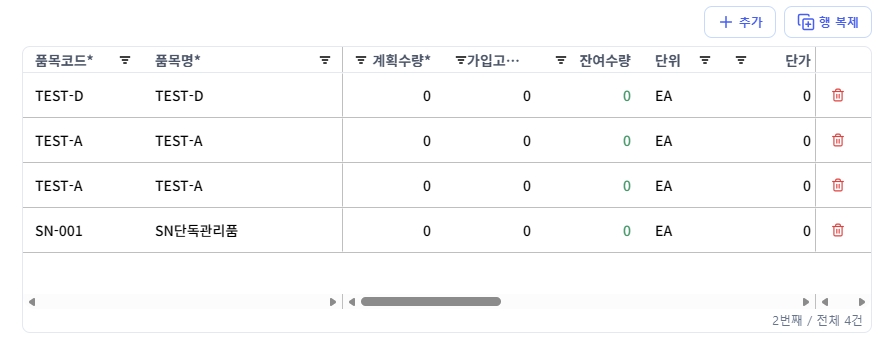 추가 행 복제
품목코드* 품목명* 계획수량* 가입고… 잔여수량 단위 단가
TEST-D TEST-D 0 0 0 EA 0
TEST-A TEST-A 0 0 0 EA 0
TEST-A TEST-A 0 0 0 EA 0
SN-001 SN단독관리품 0 0 0 EA 0
2번째 / 전체 4건